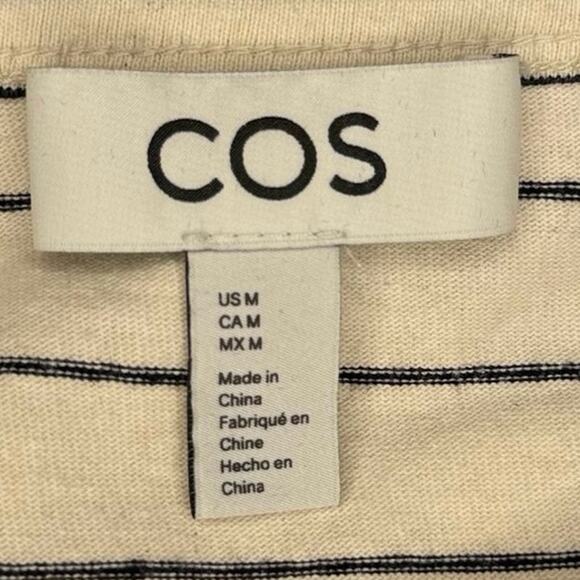 COS
US M
CA M
MX M
Made in
China
Fabriqué en
Chine
Hecho en
China